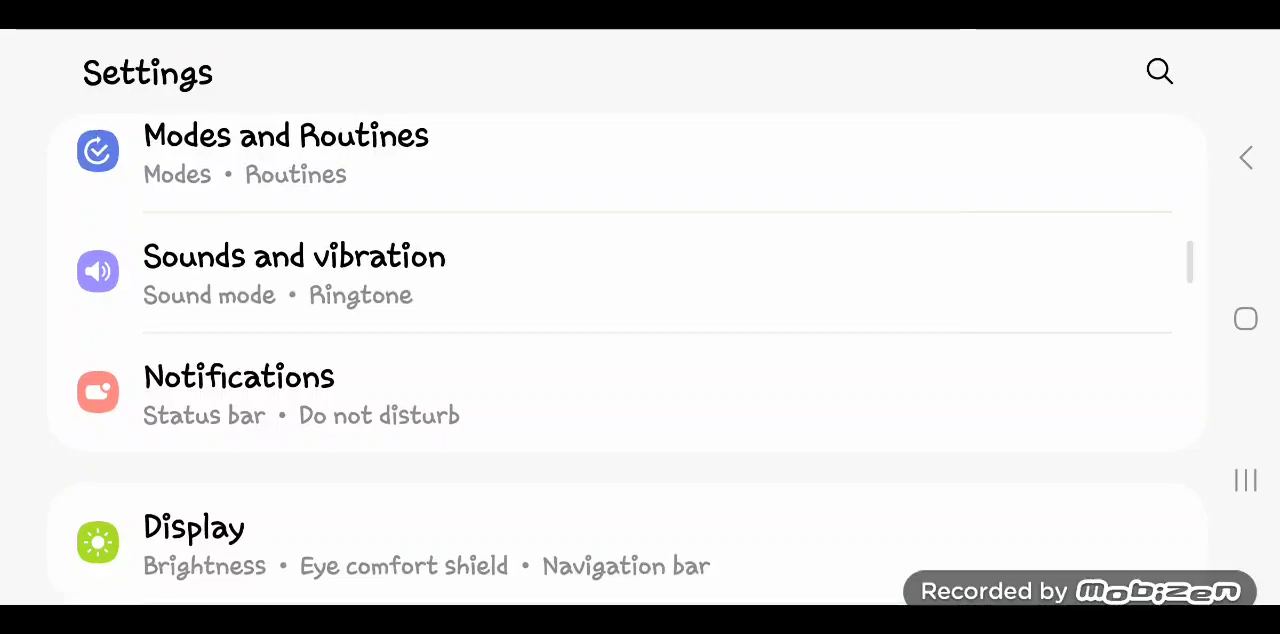 Settings
Modes and Routines
Modes • Routines
Sounds and vibration
Sound mode • Ringtone
Notifications
Status bar • Do not disturb
Display
Brightness • Eye comfort shield • Navigation bar
Recorded by mobizen